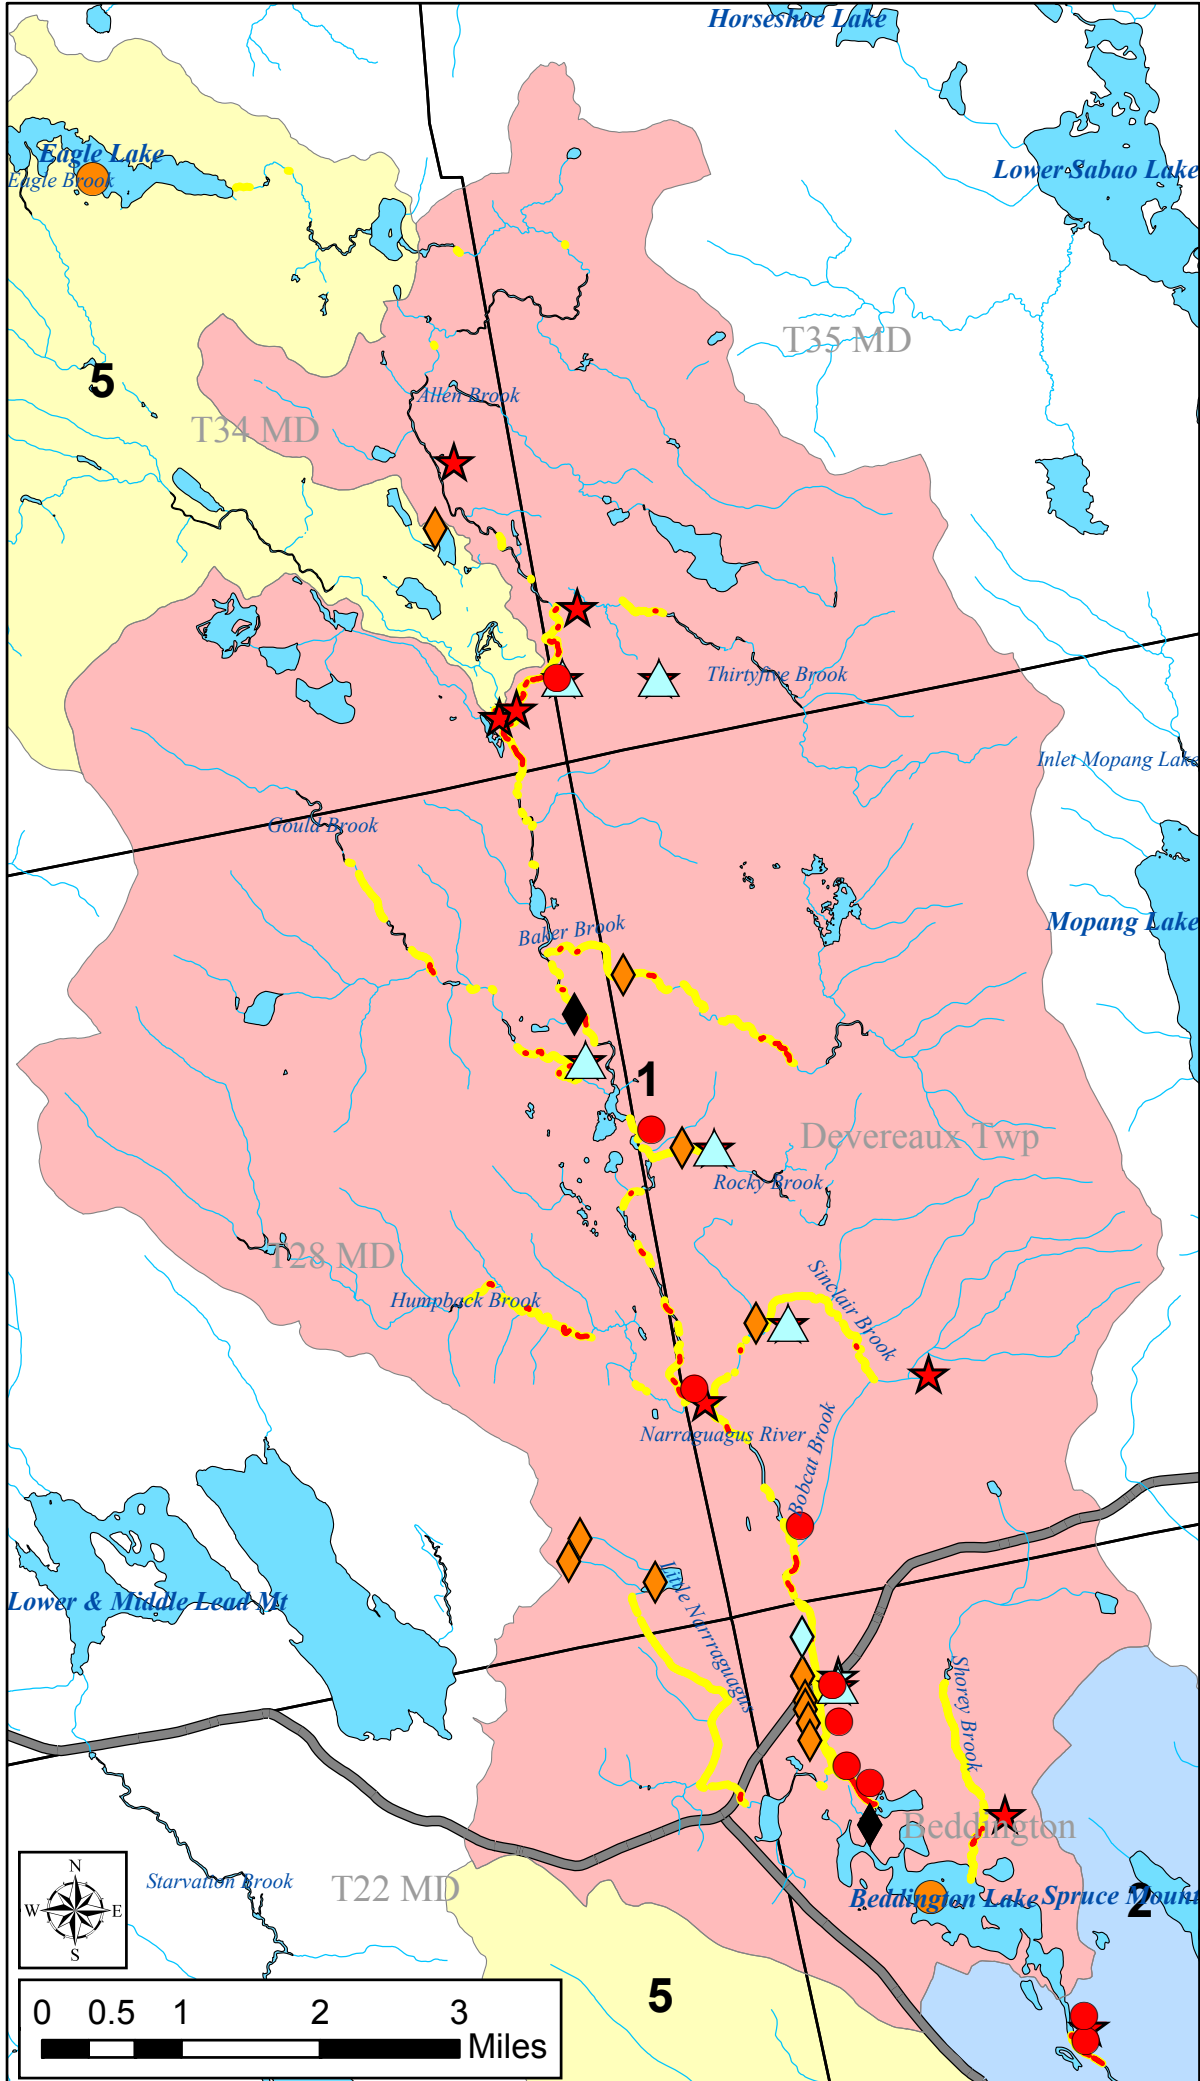 Horseshoe Lake
Eagle Lake
Lower Sabao Lake
Eagle Brook
T35 MD
5
Allen Brook
T34 MD
Thirtyfive Brook
Inlet Mopang Lake
Gould Brook
Mopang Lake
Baker Brook
1
Devereaux Twp
Rocky Brook
T28 MD
Sinclair Brook
Humpback Brook
Narraguagus River
Bobcat Brook
Lower & Middle Lead Mt
Little Narrraguagus
Shorey Brook
Beddington
Starvation Brook
T22 MD
Beddington Lake
Spruce Mount
2
N
W E
S
5
0 0.5 1 2 3
Miles